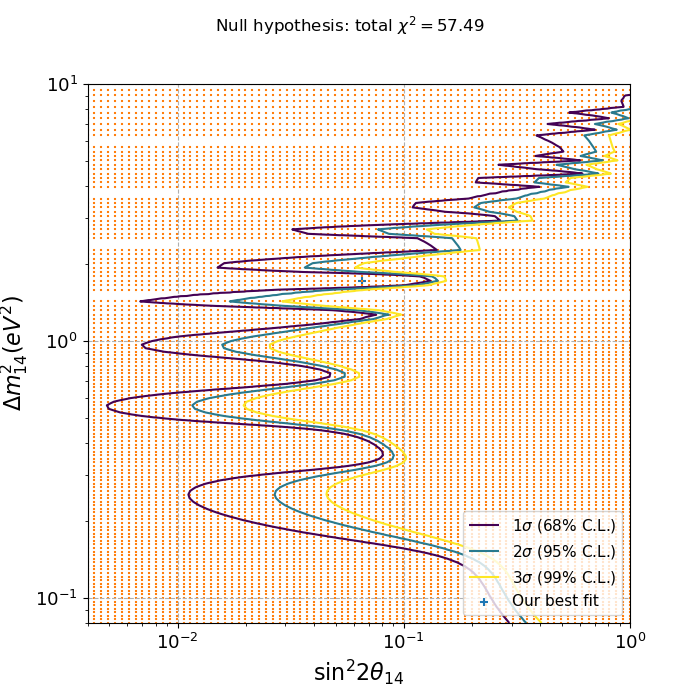 Null hypothesis: total χ² = 57.49
10¹
10⁰
10⁻¹
Δm²₁₄(eV²)
10⁻²
10⁻¹
10⁰
sin²2θ₁₄
1σ (68% C.L.)
2σ (95% C.L.)
3σ (99% C.L.)
Our best fit